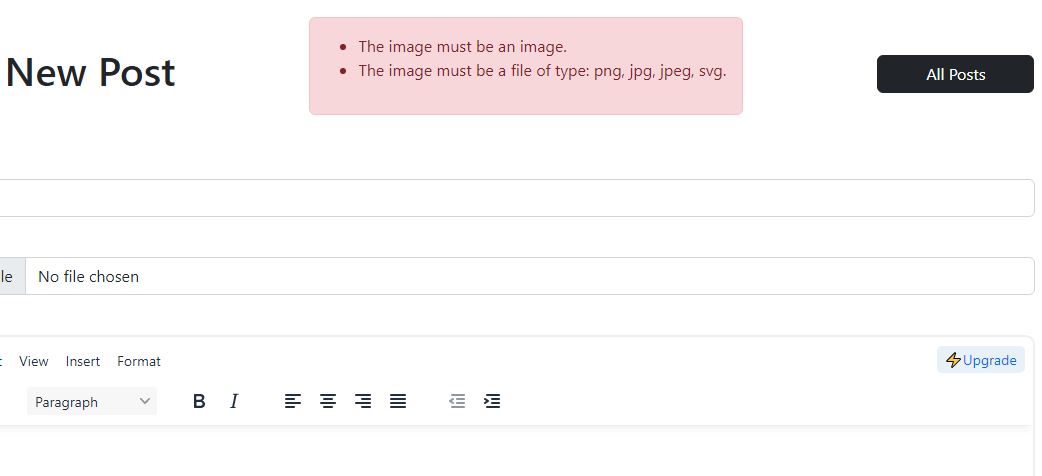 The image must be an image.
The image must be a file of type: png, jpg, jpeg, svg.
New Post
All Posts
No file chosen
View Insert Format
Upgrade
Paragraph
B I